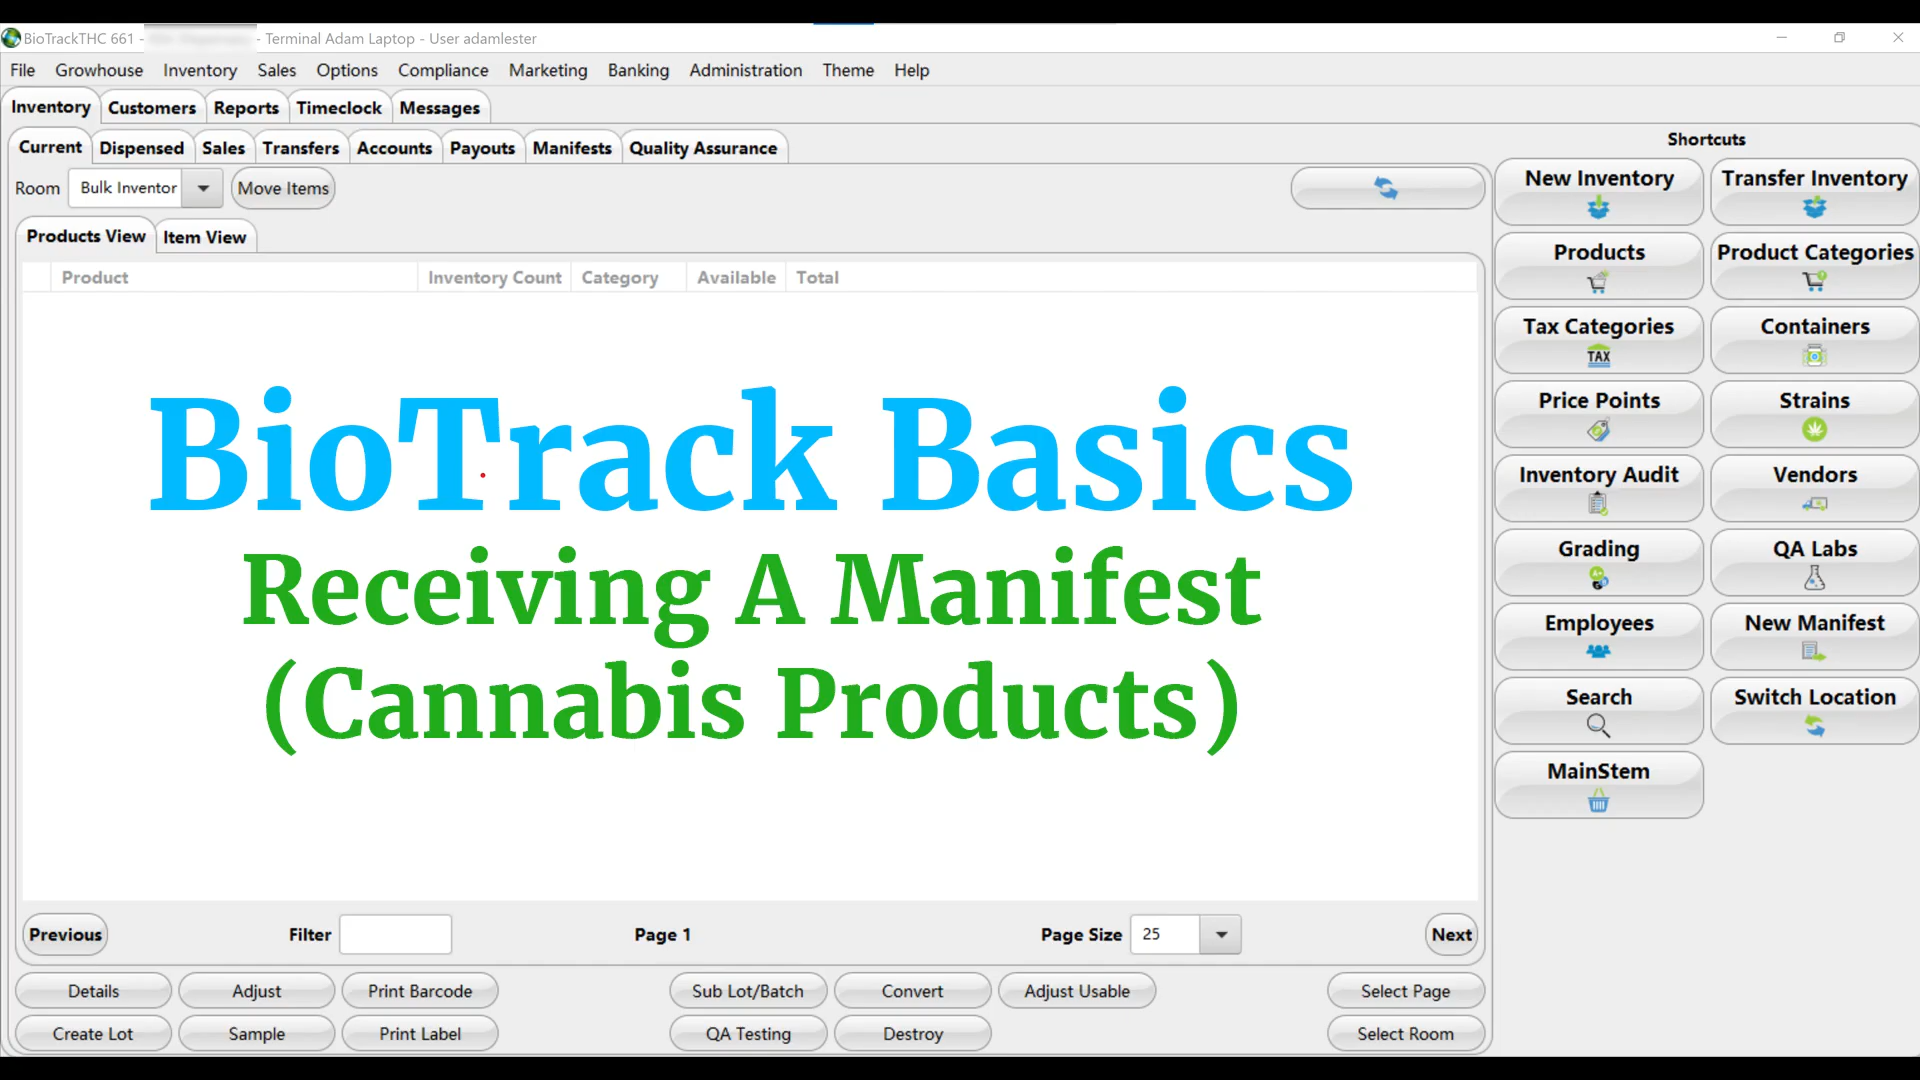 BioTrackTHC 661 - - Terminal Adam Laptop - User adamlester
File Growhouse Inventory Sales Options Compliance Marketing Banking Administration Theme Help
Inventory Customers Reports Timeclock Messages
Current Dispensed Sales Transfers Accounts Payouts Manifests Quality Assurance
Room Bulk Inventor Move Items
Products View Item View
Product Inventory Count Category Available Total
BioTrack Basics
Receiving A Manifest
(Cannabis Products)
Previous Filter Page 1 Page Size 25 Next
Details Adjust Print Barcode Sub Lot/Batch Convert Adjust Usable Select Page
Create Lot Sample Print Label QA Testing Destroy Select Room
Shortcuts
New Inventory Transfer Inventory
Products Product Categories
Tax Categories Containers
TAX
Price Points Strains
Inventory Audit Vendors
Grading QA Labs
Employees New Manifest
Search Switch Location
MainStem